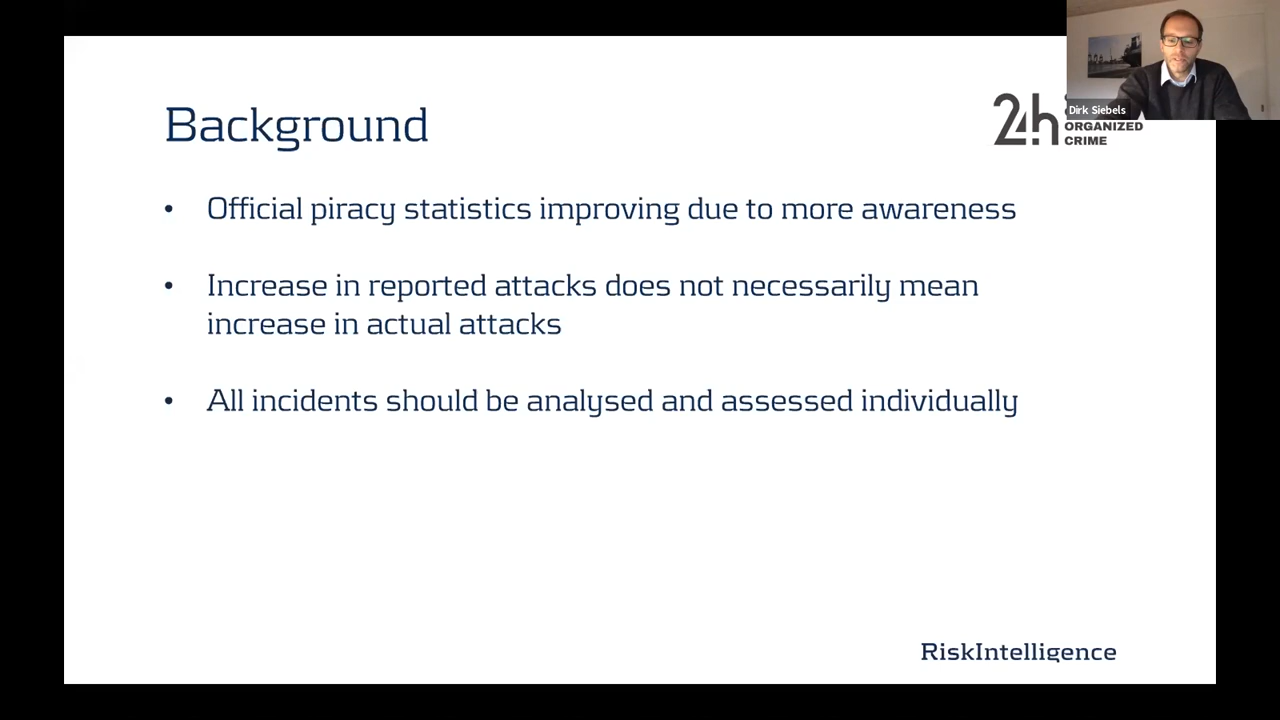 Background
Dirk Siebels
24h
ORGANIZED
CRIME
• Official piracy statistics improving due to more awareness
• Increase in reported attacks does not necessarily mean
increase in actual attacks
• All incidents should be analysed and assessed individually
RiskIntelligence